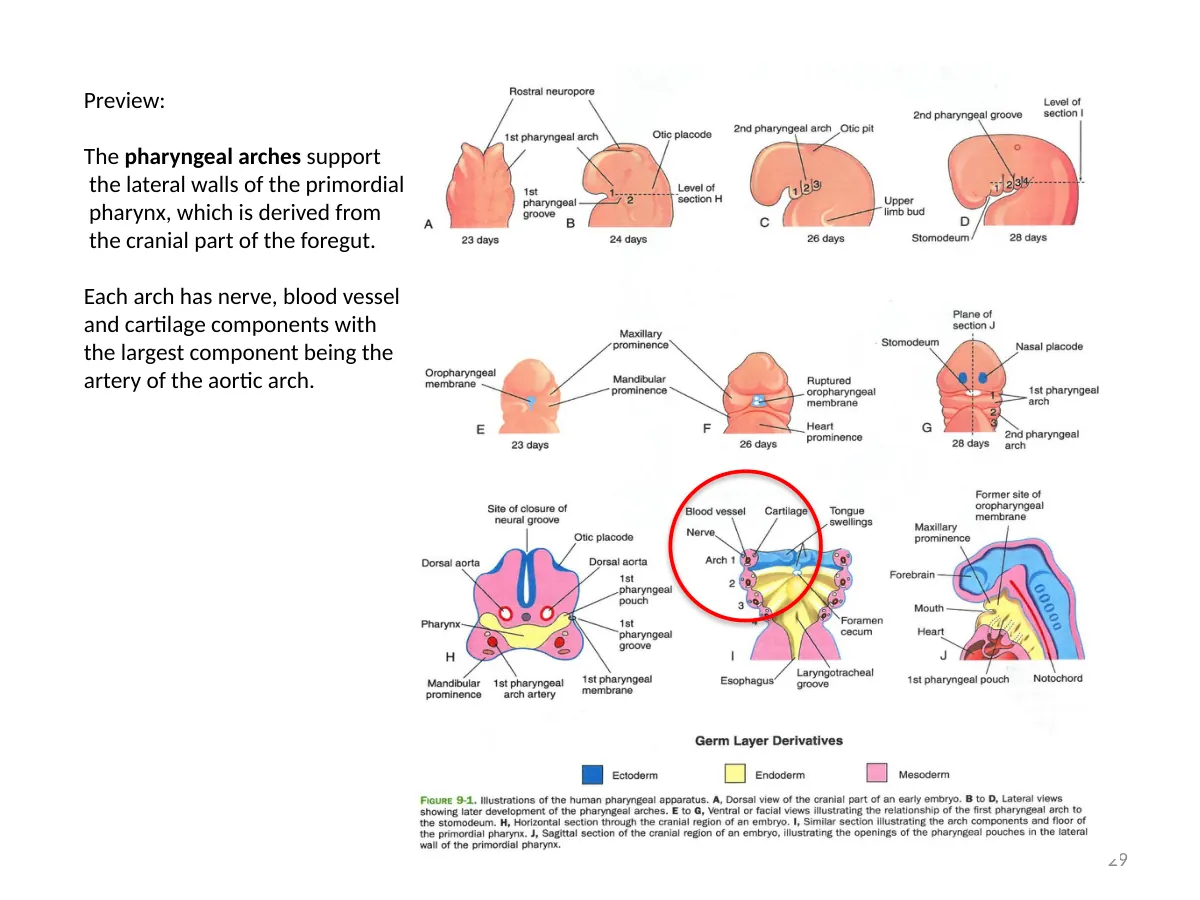 Preview:
The pharyngeal arches support
the lateral walls of the primordial
pharynx, which is derived from
the cranial part of the foregut.
Each arch has nerve, blood vessel
and cartilage components with
the largest component being the
artery of the aortic arch.
Rostral neuropore
1st pharyngeal arch
Otic placode
1st
pharyngeal
groove
Level of
section H
1
2
A
23 days
B
24 days
2nd pharyngeal arch
Otic pit
1 2 3
Upper
limb bud
C
26 days
2nd pharyngeal groove
Level of
section I
1 2 3 4
D
Stomodeum
28 days
Oropharyngeal
membrane
Maxillary
prominence
Mandibular
prominence
E
23 days
Ruptured
oropharyngeal
membrane
Heart
prominence
F
26 days
Plane of
section J
Stomodeum
Nasal placode
1st pharyngeal
arch
1
2
3
2nd pharyngeal
arch
G
28 days
Site of closure of
neural groove
Otic placode
Dorsal aorta
Dorsal aorta
1st
pharyngeal
pouch
Pharynx
1st
pharyngeal
groove
H
Mandibular
prominence
1st pharyngeal
arch artery
1st pharyngeal
membrane
Blood vessel
Cartilage
Tongue
swellings
Nerve
Arch 1
2
3
4
Foramen
cecum
I
Esophagus
Laryngotracheal
groove
Former site of
oropharyngeal
membrane
Maxillary
prominence
Forebrain
Mouth
Heart
J
1st pharyngeal pouch
Notochord
Germ Layer Derivatives
Ectoderm
Endoderm
Mesoderm
FIGURE 9-1. Illustrations of the human pharyngeal apparatus. A, Dorsal view of the cranial part of an early embryo. B to D, Lateral views
showing later development of the pharyngeal arches. E to G, Ventral or facial views illustrating the relationship of the first pharyngeal arch to
the stomodeum. H, Horizontal section through the cranial region of an embryo. I, Similar section illustrating the arch components and floor of
the primordial pharynx. J, Sagittal section of the cranial region of an embryo, illustrating the openings of the pharyngeal pouches in the lateral
wall of the primordial pharynx.
29